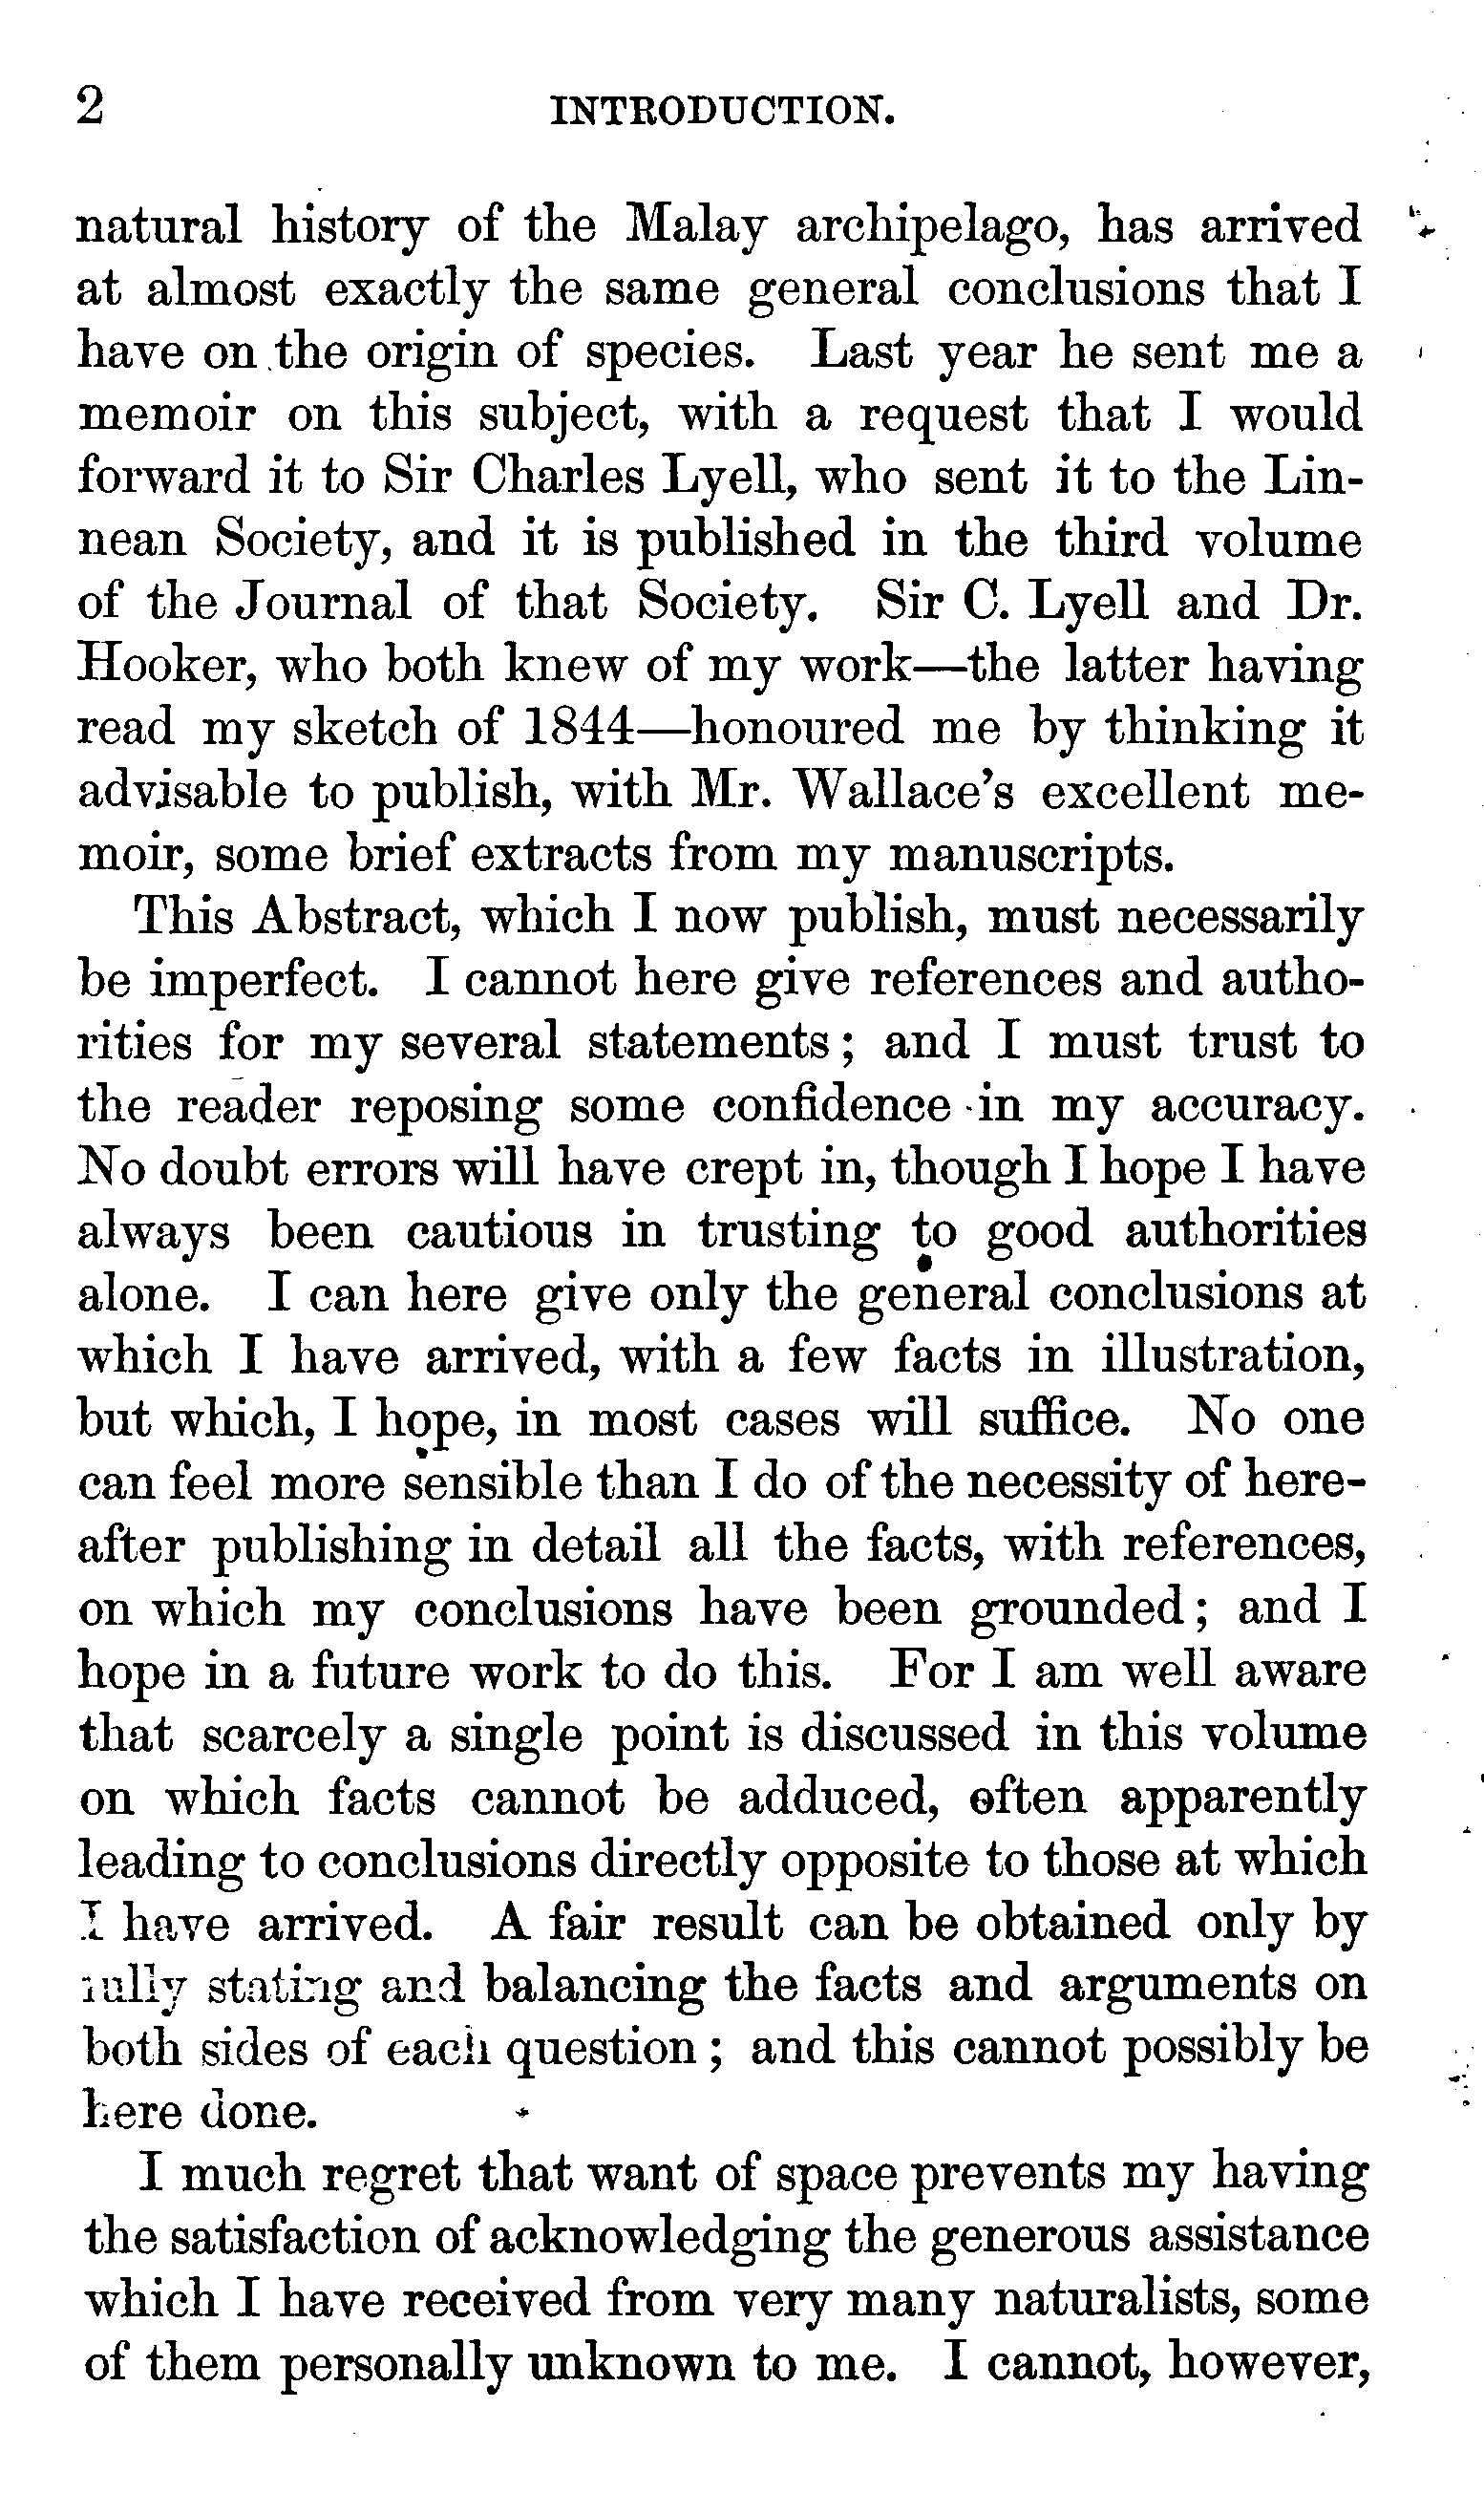 2 INTRODUCTION.
natural history of the Malay archipelago, has arrived
at almost exactly the same general conclusions that I
have on the origin of species. Last year he sent me a
memoir on this subject, with a request that I would
forward it to Sir Charles Lyell, who sent it to the Lin-
nean Society, and it is published in the third volume
of the Journal of that Society. Sir C. Lyell and Dr.
Hooker, who both knew of my work—the latter having
read my sketch of 1844—honoured me by thinking it
advisable to publish, with Mr. Wallace's excellent me-
moir, some brief extracts from my manuscripts.
This Abstract, which I now publish, must necessarily
be imperfect. I cannot here give references and autho-
rities for my several statements; and I must trust to
the reader reposing some confidence in my accuracy.
No doubt errors will have crept in, though I hope I have
always been cautious in trusting to good authorities
alone. I can here give only the general conclusions at
which I have arrived, with a few facts in illustration,
but which, I hope, in most cases will suffice. No one
can feel more sensible than I do of the necessity of here-
after publishing in detail all the facts, with references,
on which my conclusions have been grounded; and I
hope in a future work to do this. For I am well aware
that scarcely a single point is discussed in this volume
on which facts cannot be adduced, often apparently
leading to conclusions directly opposite to those at which
I have arrived. A fair result can be obtained only by
fully stating and balancing the facts and arguments on
both sides of each question; and this cannot possibly be
here done.
I much regret that want of space prevents my having
the satisfaction of acknowledging the generous assistance
which I have received from very many naturalists, some
of them personally unknown to me. I cannot, however,